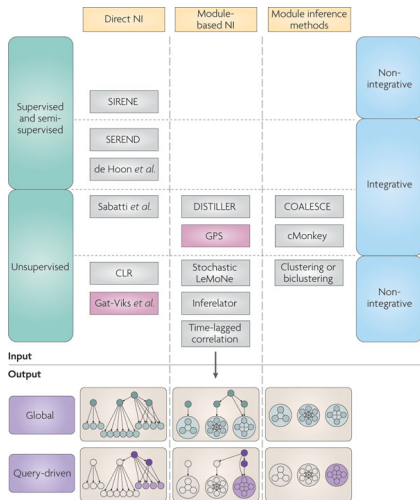 Direct NI
Module-
based NI
Module inference
methods
Supervised
and semi-
supervised
SIRENE
Non-
integrative
SEREND
de Hoon et al.
Integrative
Sabatti et al.
DISTILLER
COALESCE
GPS
cMonkey
Unsupervised
CLR
Stochastic
LeMoNe
Clustering or
biclustering
Non-
integrative
Gat-Viks et al.
Inferelator
Time-lagged
correlation
Input
Output
Global
Query-driven